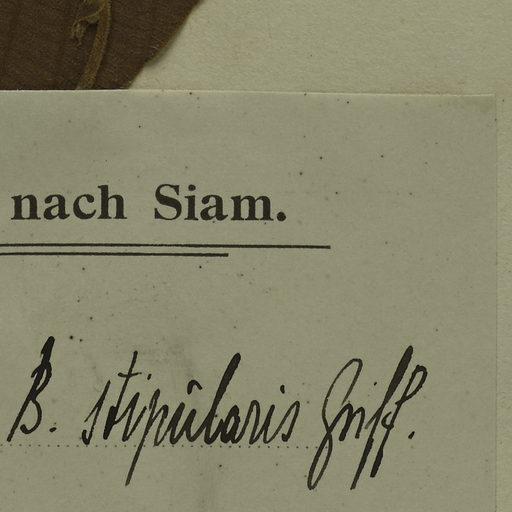 nach Siam.
B. stipularis Griff.